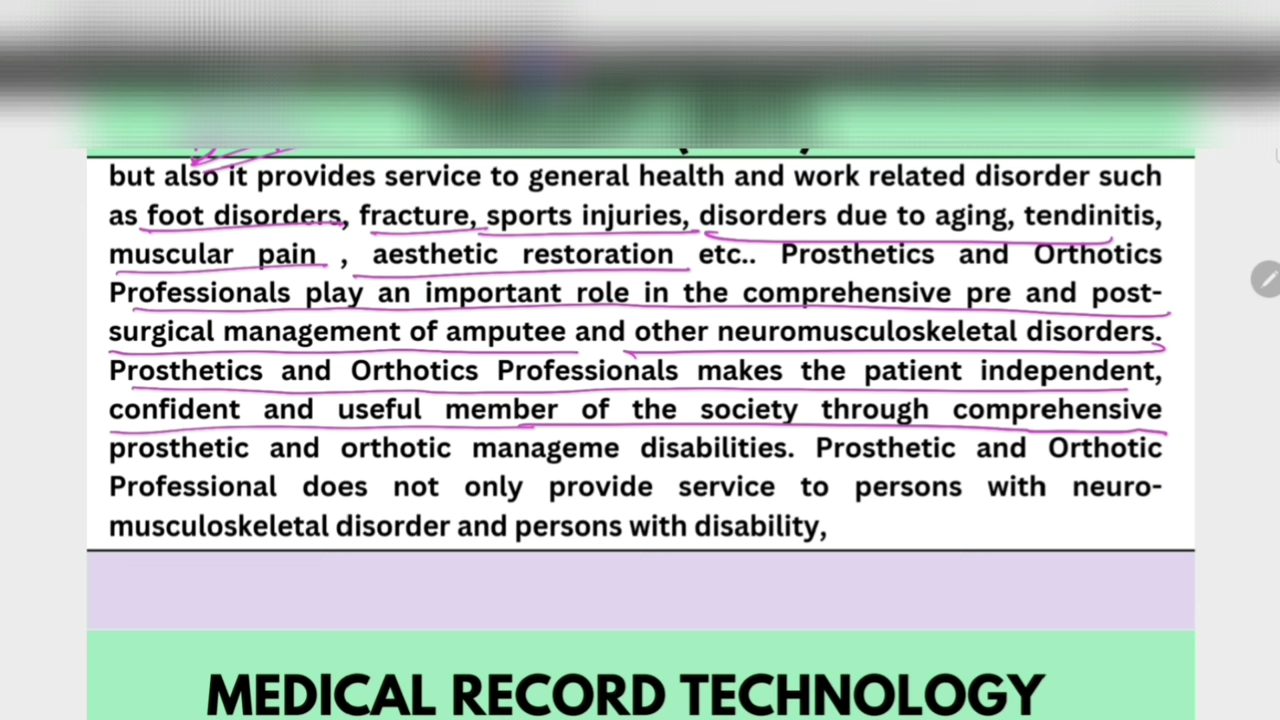 but also it provides service to general health and work related disorder such
as foot disorders, fracture, sports injuries, disorders due to aging, tendinitis,
muscular pain , aesthetic restoration etc.. Prosthetics and Orthotics
Professionals play an important role in the comprehensive pre and post-
surgical management of amputee and other neuromusculoskeletal disorders.
Prosthetics and Orthotics Professionals makes the patient independent,
confident and useful member of the society through comprehensive
prosthetic and orthotic manageme disabilities. Prosthetic and Orthotic
Professional does not only provide service to persons with neuro-
musculoskeletal disorder and persons with disability,
MEDICAL RECORD TECHNOLOGY